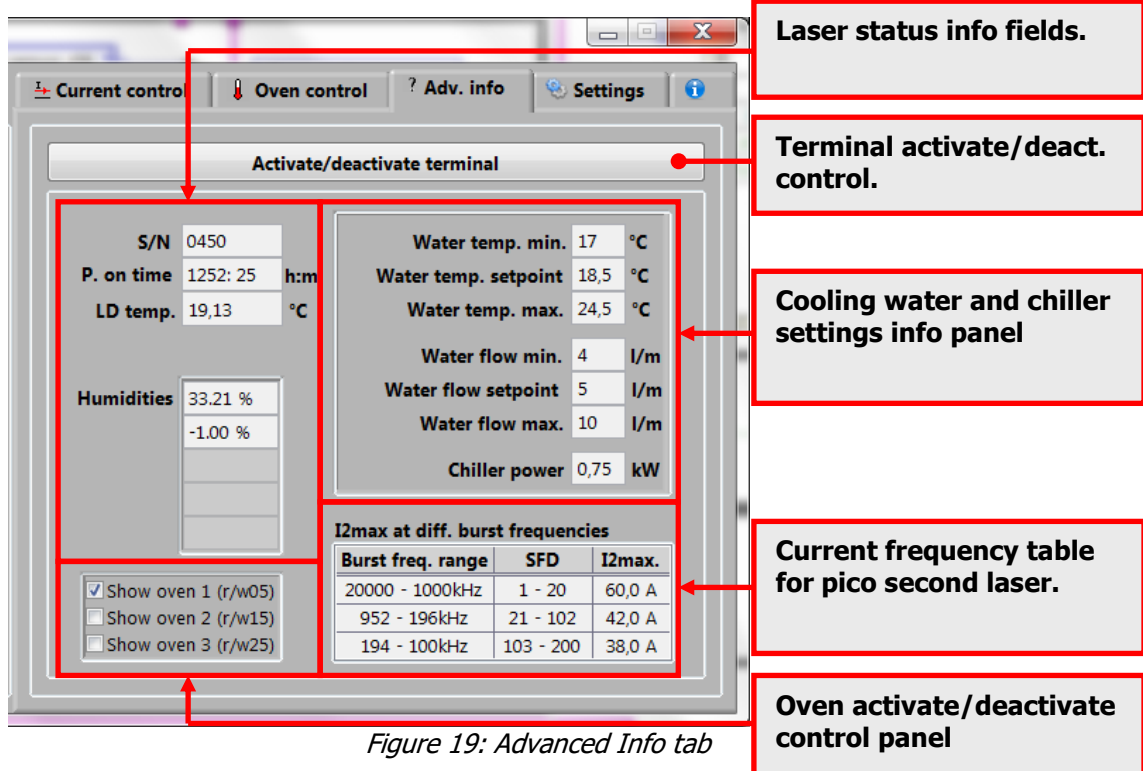 Laser status info fields.
Current control
Oven control
? Adv. info
Settings
Activate/deactivate terminal
Terminal activate/deact.
control.
S/N 0450
P. on time 1252: 25 h:m
LD temp. 19,13 °C
Humidities 33.21 %
-1.00 %
Water temp. min. 17 °C
Water temp. setpoint 18,5 °C
Water temp. max. 24,5 °C
Water flow min. 4 l/m
Water flow setpoint 5 l/m
Water flow max. 10 l/m
Chiller power 0,75 kW
Cooling water and chiller
settings info panel
I2max at diff. burst frequencies
Burst freq. range SFD I2max.
20000 - 1000kHz 1 - 20 60,0 A
952 - 196kHz 21 - 102 42,0 A
194 - 100kHz 103 - 200 38,0 A
Current frequency table
for pico second laser.
Show oven 1 (r/w05)
Show oven 2 (r/w15)
Show oven 3 (r/w25)
Oven activate/deactivate
control panel
Figure 19: Advanced Info tab